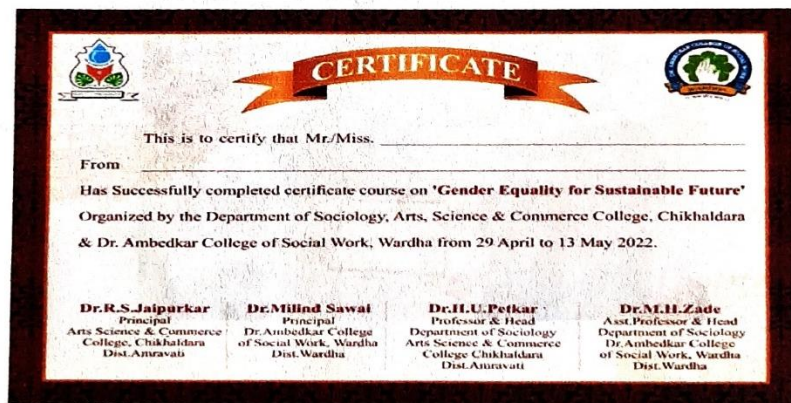 CERTIFICATE
This is to certify that Mr./Miss.
From
Has Successfully completed certificate course on 'Gender Equality for Sustainable Future'
Organized by the Department of Sociology, Arts, Science & Commerce College, Chikhaldara
& Dr. Ambedkar College of Social Work, Wardha from 29 April to 13 May 2022.
Dr.R.S.Jaipurkar
Principal
Arts Science & Commerce
College, Chikhaldara
Dist.Amravati
Dr.Milind Sawai
Principal
Dr.Ambedkar College
of Social Work, Wardha
Dist.Wardha
Dr.H.U.Petkar
Professor & Head
Department of Sociology
Arts Science & Commerce
College Chikhaldara
Dist.Amravati
Dr.M.H.Zade
Asst.Professor & Head
Department of Sociology
Dr.Ambedkar College
of Social Work, Wardha
Dist.Wardha